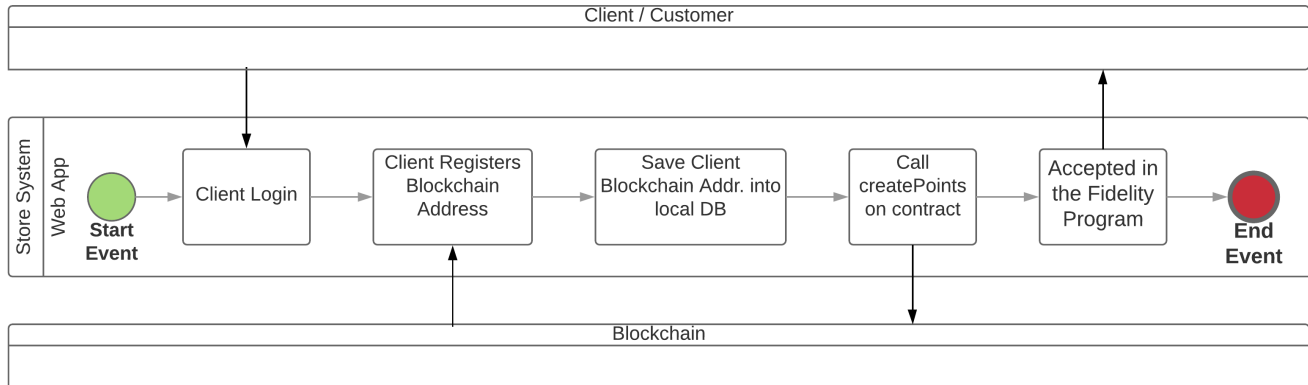 Client / Customer
Store System
Web App
Start
Event
Client Login
Client Registers
Blockchain
Address
Save Client
Blockchain Addr. into
local DB
Call
createPoints
on contract
Accepted in
the Fidelity
Program
End
Event
Blockchain